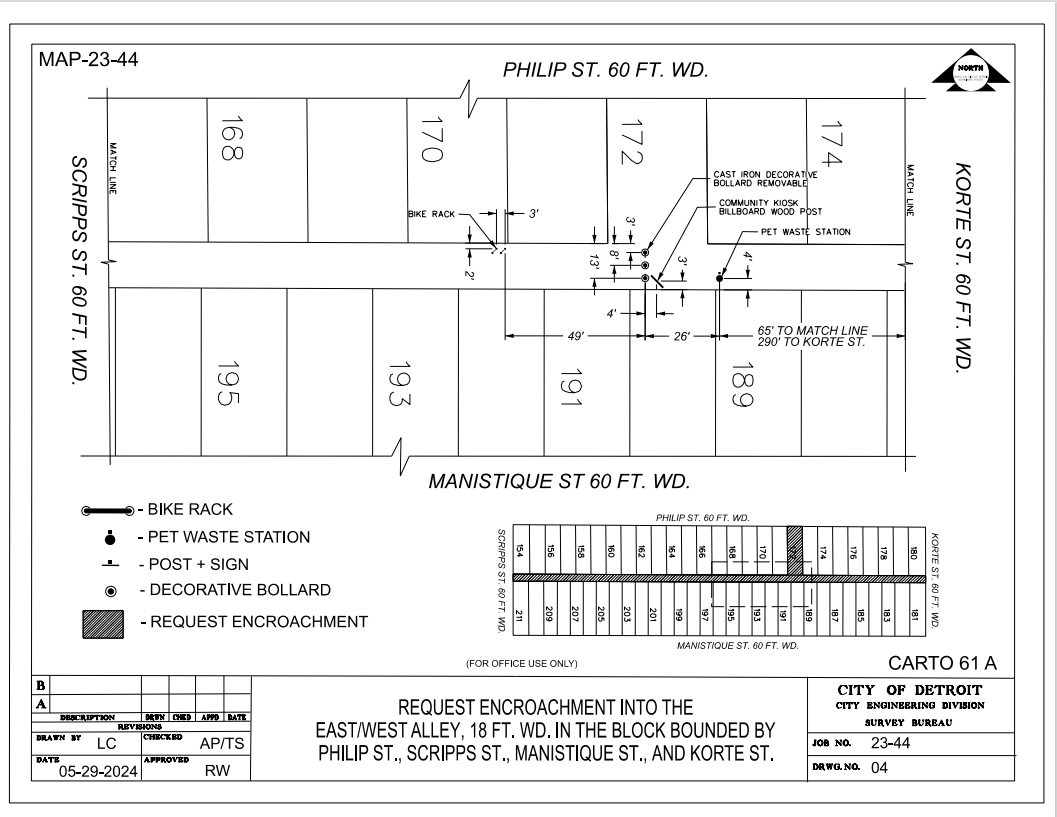 MAP-23-44
PHILIP ST. 60 FT. WD.
NORTH
SCRIPPS ST. 60 FT. WD.
KORTE ST. 60 FT. WD.
MATCH LINE
MATCH LINE
168
170
172
174
CAST IRON DECORATIVE
BOLLARD REMOVABLE
COMMUNITY KIOSK
BILLBOARD WOOD POST
PET WASTE STATION
BIKE RACK
3'
2'
13'
8'
3'
3'
4'
4'
49'
26'
65' TO MATCH LINE
290' TO KORTE ST.
195
193
191
189
MANISTIQUE ST 60 FT. WD.
- BIKE RACK
- PET WASTE STATION
- POST + SIGN
- DECORATIVE BOLLARD
- REQUEST ENCROACHMENT
PHILIP ST. 60 FT. WD.
SCRIPPS ST. 60 FT. WD.
KORTE ST. 60 FT. WD.
154 156 158 160 162 164 166 168 170 174 176 178 180
211 209 207 205 203 201 199 197 195 193 191 189 187 185 183 181
MANISTIQUE ST. 60 FT. WD.
(FOR OFFICE USE ONLY)
CARTO 61 A
B
A
DESCRIPTION DRWN CHKD APPD DATE
REVISIONS
DRAWN BY LC
CHECKED AP/TS
DATE 05-29-2024
APPROVED RW
REQUEST ENCROACHMENT INTO THE
EAST/WEST ALLEY, 18 FT. WD. IN THE BLOCK BOUNDED BY
PHILIP ST., SCRIPPS ST., MANISTIQUE ST., AND KORTE ST.
CITY OF DETROIT
CITY ENGINEERING DIVISION
SURVEY BUREAU
JOB NO. 23-44
DRWG. NO. 04